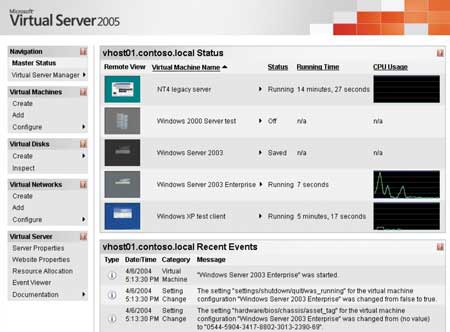 Microsoft
Virtual Server 2005
Navigation
Master Status
Virtual Server Manager
Virtual Machines
Create
Add
Configure
Virtual Disks
Create
Inspect
Virtual Networks
Create
Add
Configure
Virtual Server
Server Properties
Website Properties
Resource Allocation
Event Viewer
Documentation
vhost01.contoso.local Status
Remote View Virtual Machine Name Status Running Time CPU Usage
NT4 legacy server Running 14 minutes, 27 seconds
Windows 2000 Server test Off n/a n/a
Windows Server 2003 Saved n/a n/a
Windows Server 2003 Enterprise Running 7 seconds
Windows XP test client Running 5 minutes, 17 seconds
vhost01.contoso.local Recent Events
Type Date/Time Category Message
4/6/2004 Virtual
5:13:30 PM Machine "Windows Server 2003 Enterprise" was started.
4/6/2004 Setting The setting "settings/shutdown/quit/was_running" for the virtual machine
5:13:30 PM Change configuration "Windows Server 2003 Enterprise" was changed from false to true.
4/6/2004 Setting The setting "hardware/bios/chassis/asset_tag" for the virtual machine
5:13:30 PM Change configuration "Windows Server 2003 Enterprise" was changed from (no value)
to "0544-5904-3417-8802-3013-2390-69".